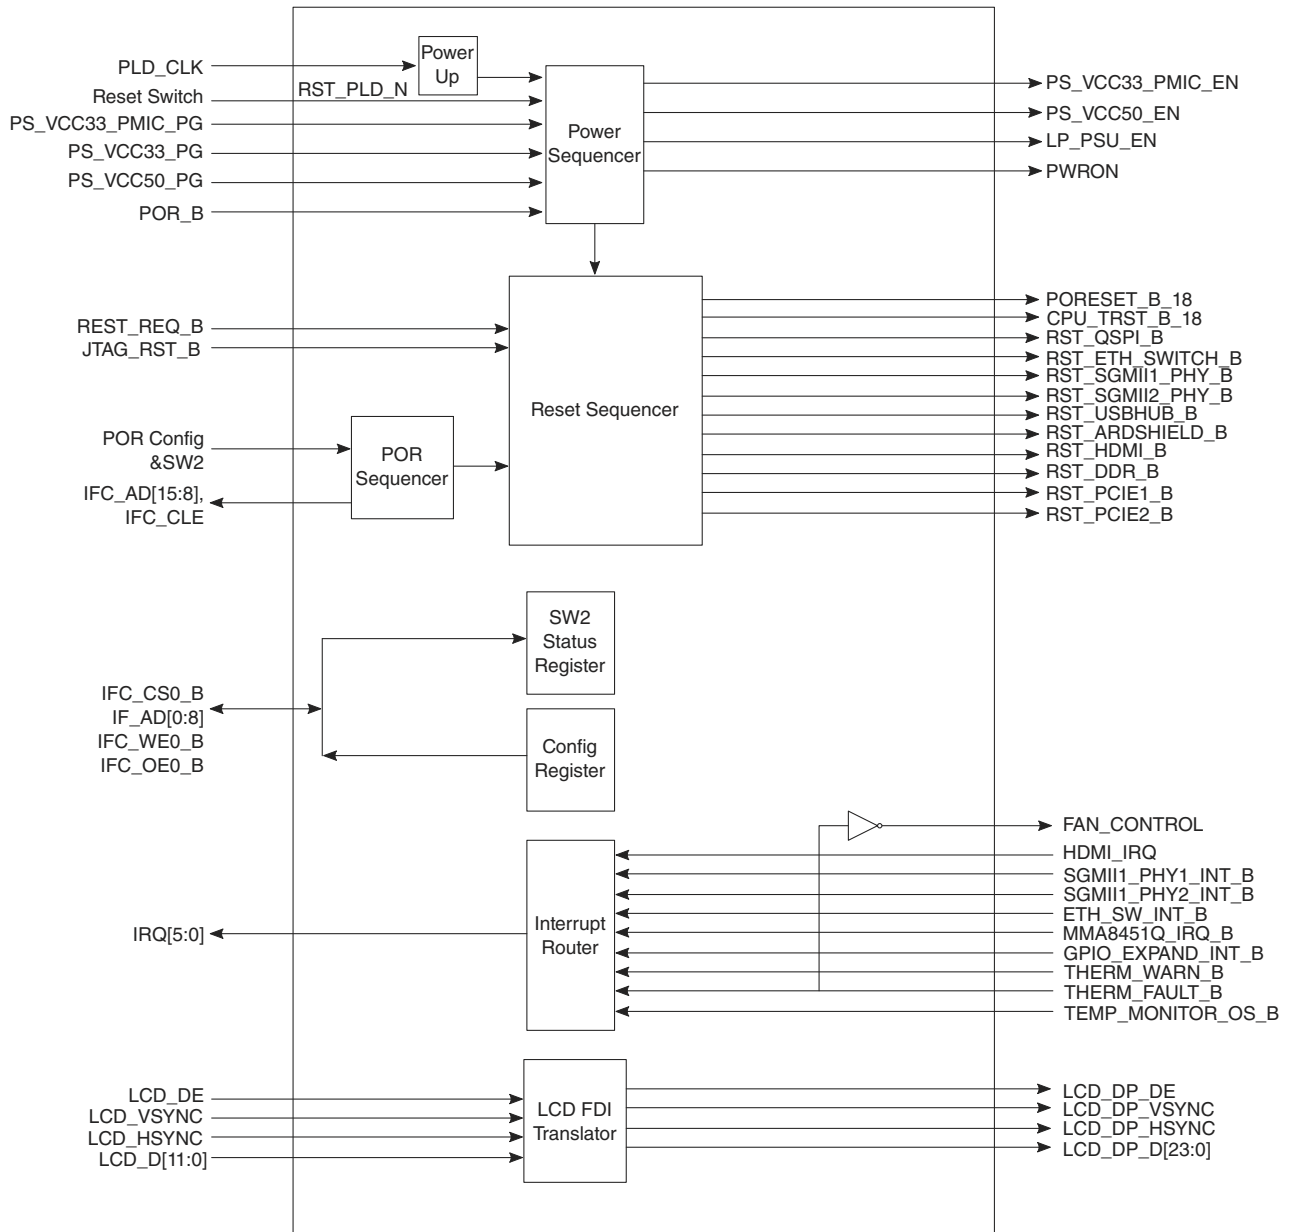 PLD_CLK
Power
Up
Reset Switch
RST_PLD_N
PS_VCC33_PMIC_PG
PS_VCC33_PG
PS_VCC50_PG
POR_B
Power
Sequencer
PS_VCC33_PMIC_EN
PS_VCC50_EN
LP_PSU_EN
PWRON
REST_REQ_B
JTAG_RST_B
POR Config
&SW2
IFC_AD[15:8],
IFC_CLE
POR
Sequencer
Reset Sequencer
PORESET_B_18
CPU_TRST_B_18
RST_QSPI_B
RST_ETH_SWITCH_B
RST_SGMII1_PHY_B
RST_SGMII2_PHY_B
RST_USBHUB_B
RST_ARDSHIELD_B
RST_HDMI_B
RST_DDR_B
RST_PCIE1_B
RST_PCIE2_B
SW2
Status
Register
IFC_CS0_B
IF_AD[0:8]
IFC_WE0_B
IFC_OE0_B
Config
Register
FAN_CONTROL
HDMI_IRQ
SGMII1_PHY1_INT_B
SGMII1_PHY2_INT_B
ETH_SW_INT_B
MMA8451Q_IRQ_B
GPIO_EXPAND_INT_B
THERM_WARN_B
THERM_FAULT_B
TEMP_MONITOR_OS_B
Interrupt
Router
IRQ[5:0]
LCD_DE
LCD_VSYNC
LCD_HSYNC
LCD_D[11:0]
LCD FDI
Translator
LCD_DP_DE
LCD_DP_VSYNC
LCD_DP_HSYNC
LCD_DP_D[23:0]